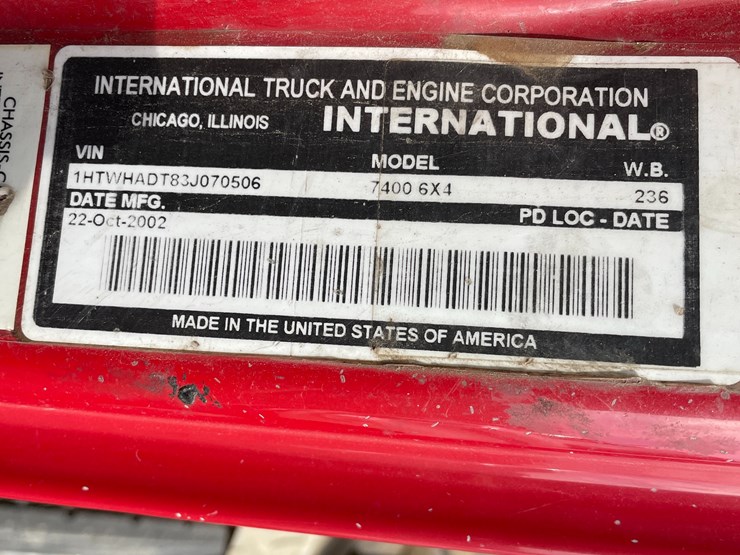 INTERNATIONAL TRUCK AND ENGINE CORPORATION
CHICAGO, ILLINOIS INTERNATIONAL®
VIN MODEL W.B.
1HTWHADT83J070506 7400 6X4 236
DATE MFG. PD LOC - DATE
22-Oct-2002
MADE IN THE UNITED STATES OF AMERICA
CHASSIS-C